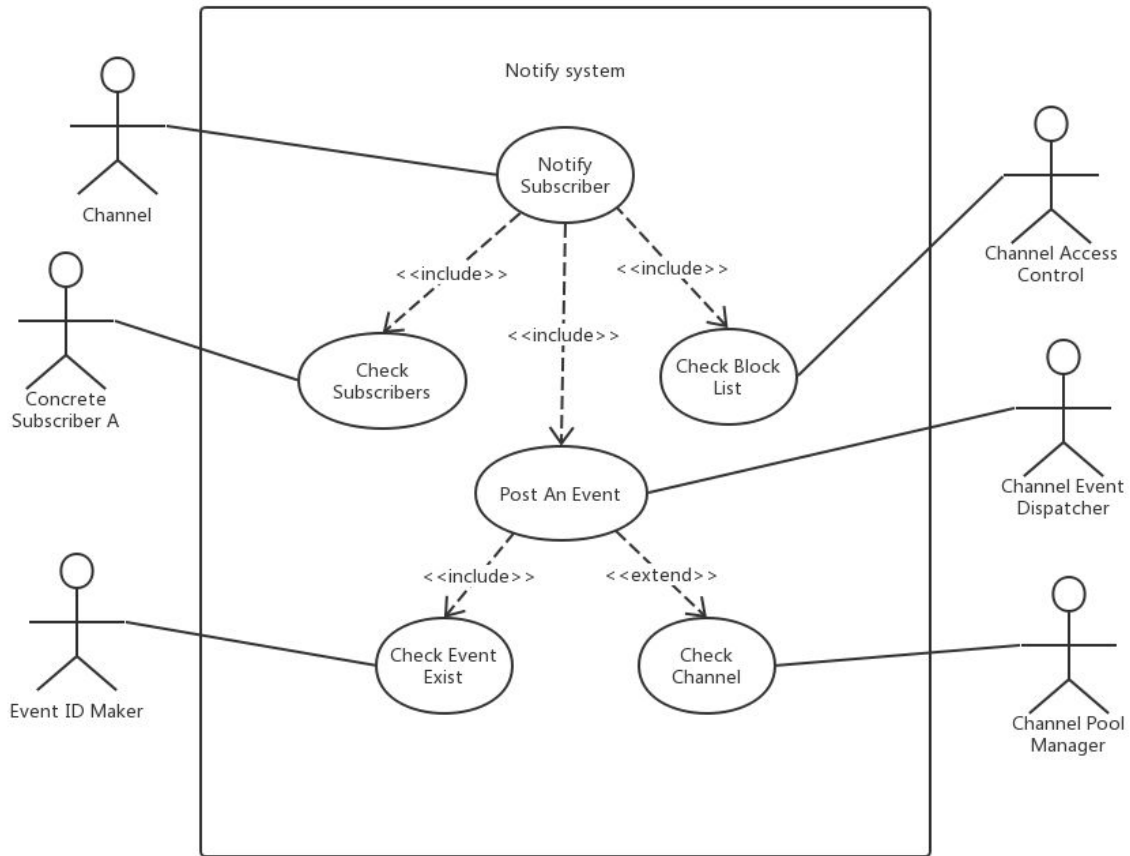 Notify system
Notify
Subscriber
Channel
<<include>>
<<include>>
<<include>>
Channel Access
Control
Check
Subscribers
Check Block
List
Concrete
Subscriber A
Post An Event
Channel Event
Dispatcher
<<include>>
<<extend>>
Check Event
Exist
Check
Channel
Event ID Maker
Channel Pool
Manager